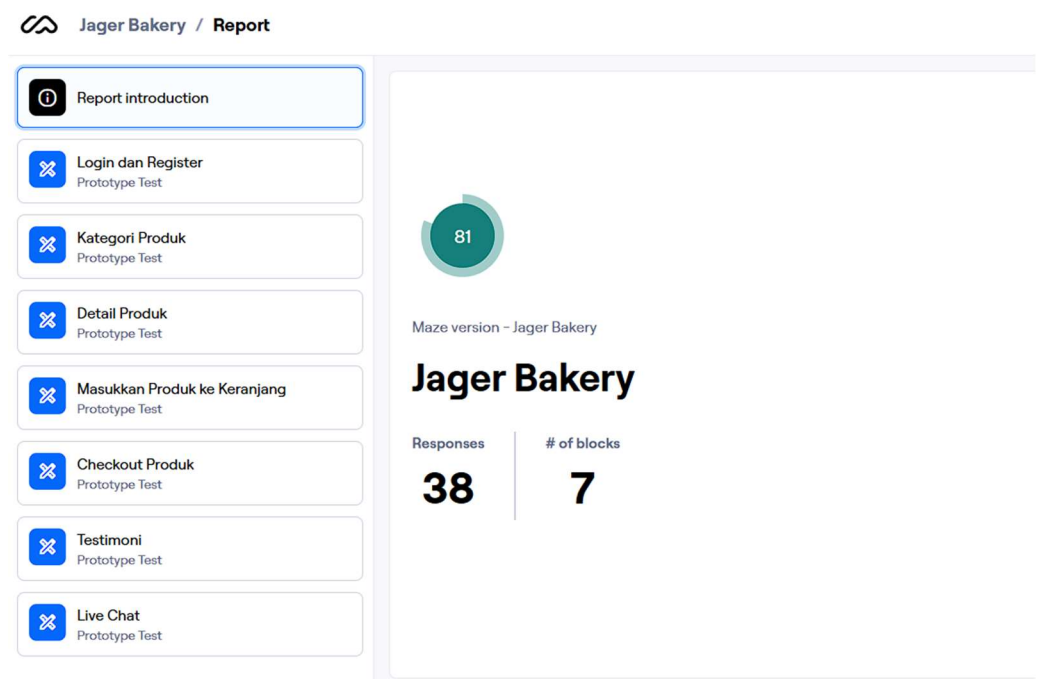 Jager Bakery / Report
Report introduction
Login dan Register
Prototype Test
Kategori Produk
Prototype Test
Detail Produk
Prototype Test
Masukkan Produk ke Keranjang
Prototype Test
Checkout Produk
Prototype Test
Testimoni
Prototype Test
Live Chat
Prototype Test
81
Maze version - Jager Bakery
Jager Bakery
Responses
38
# of blocks
7